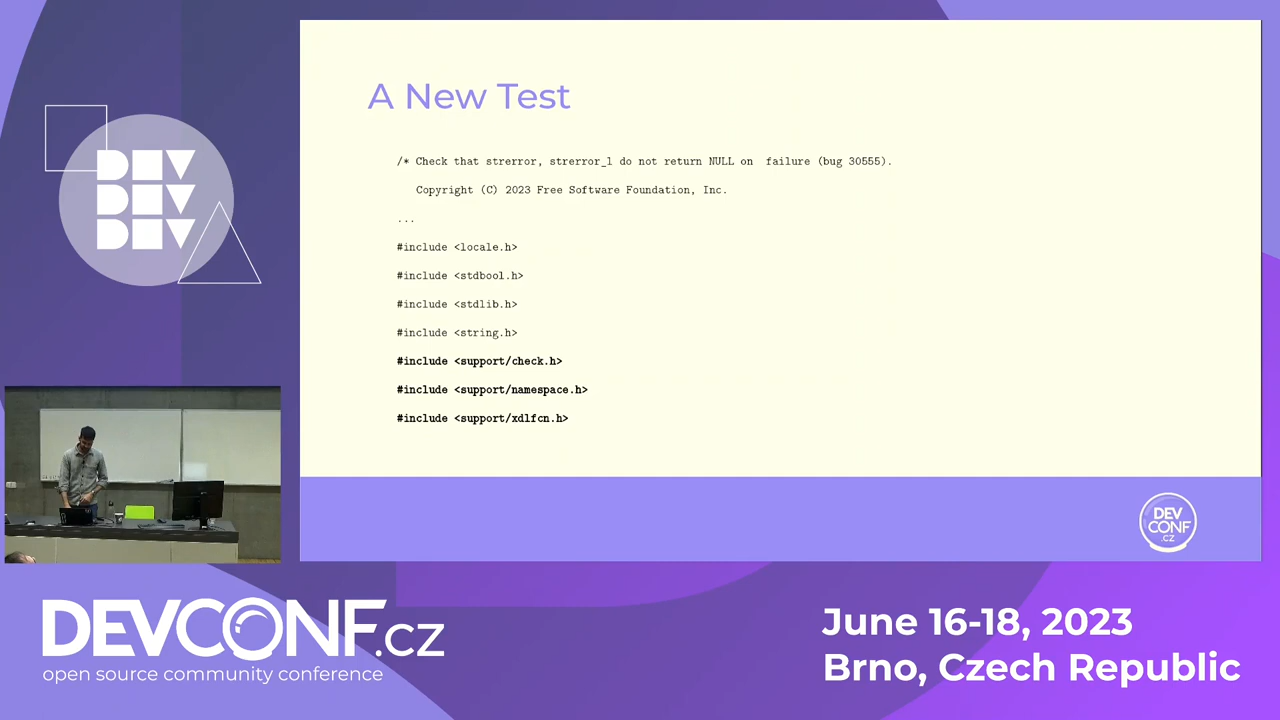 DEV
DEV
DEV
A New Test
/* Check that strerror, strerror_l do not return NULL on  failure (bug 30555).
Copyright (C) 2023 Free Software Foundation, Inc.
...
#include <locale.h>
#include <stdbool.h>
#include <stdlib.h>
#include <string.h>
#include <support/check.h>
#include <support/namespace.h>
#include <support/xdlfcn.h>
DEV
CONF
.CZ
DEVCONF.cz
open source community conference
June 16-18, 2023
Brno, Czech Republic